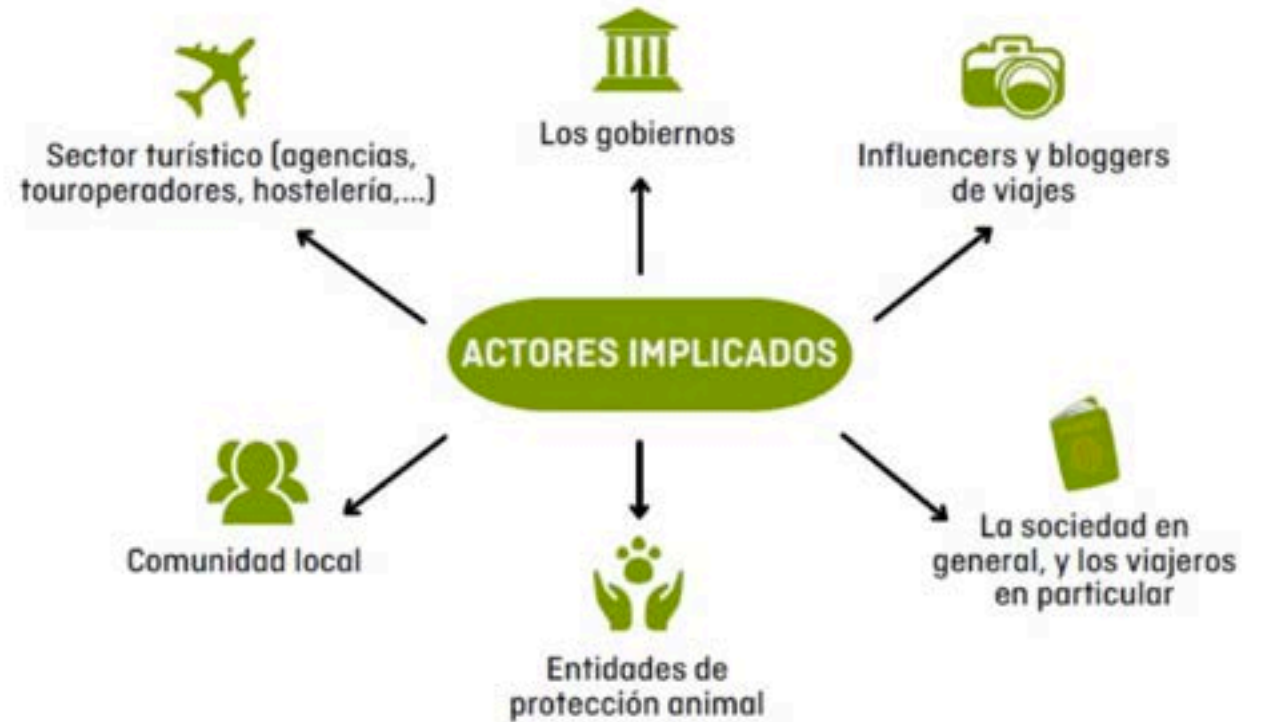 Sector turístico (agencias,
touroperadores, hostelería,...)
Los gobiernos
Influencers y bloggers
de viajes
ACTORES IMPLICADOS
Comunidad local
Entidades de
protección animal
La sociedad en
general, y los viajeros
en particular